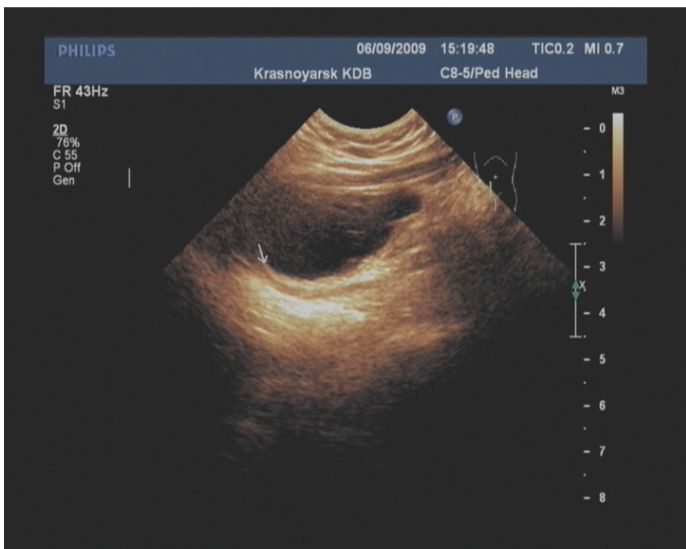 PHILIPS
06/09/2009 15:19:48 TIC0.2 MI 0.7
Krasnoyarsk KDB C8-5/Ped Head
FR 43Hz
S1
2D
76%
C 55
P Off
Gen
P
M3
0
1
2
3
X
4
5
6
7
8